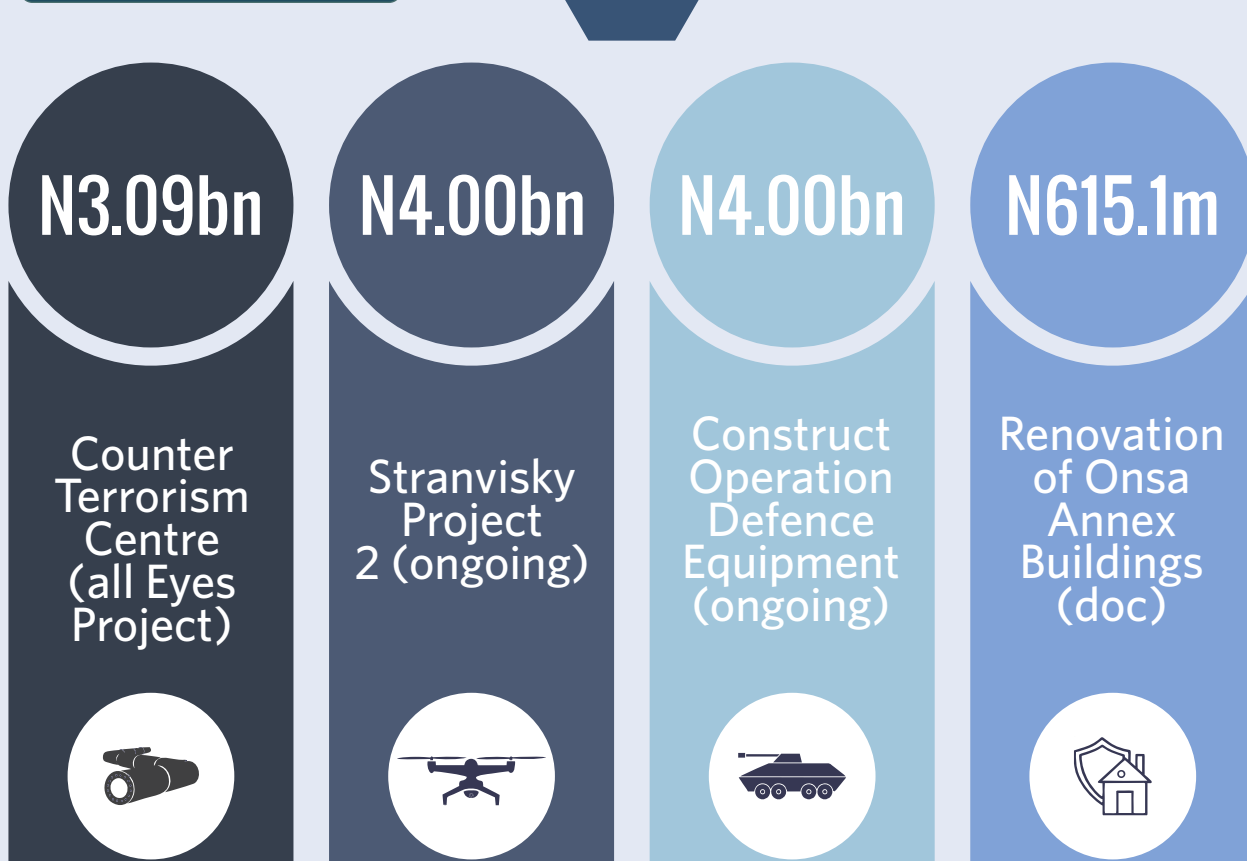 N3.09bn
Counter
Terrorism
Centre
(all Eyes
Project)
N4.00bn
Stranvisky
Project
2 (ongoing)
N4.00bn
Construct
Operation
Defence
Equipment
(ongoing)
N615.1m
Renovation
of Onsa
Annex
Buildings
(doc)